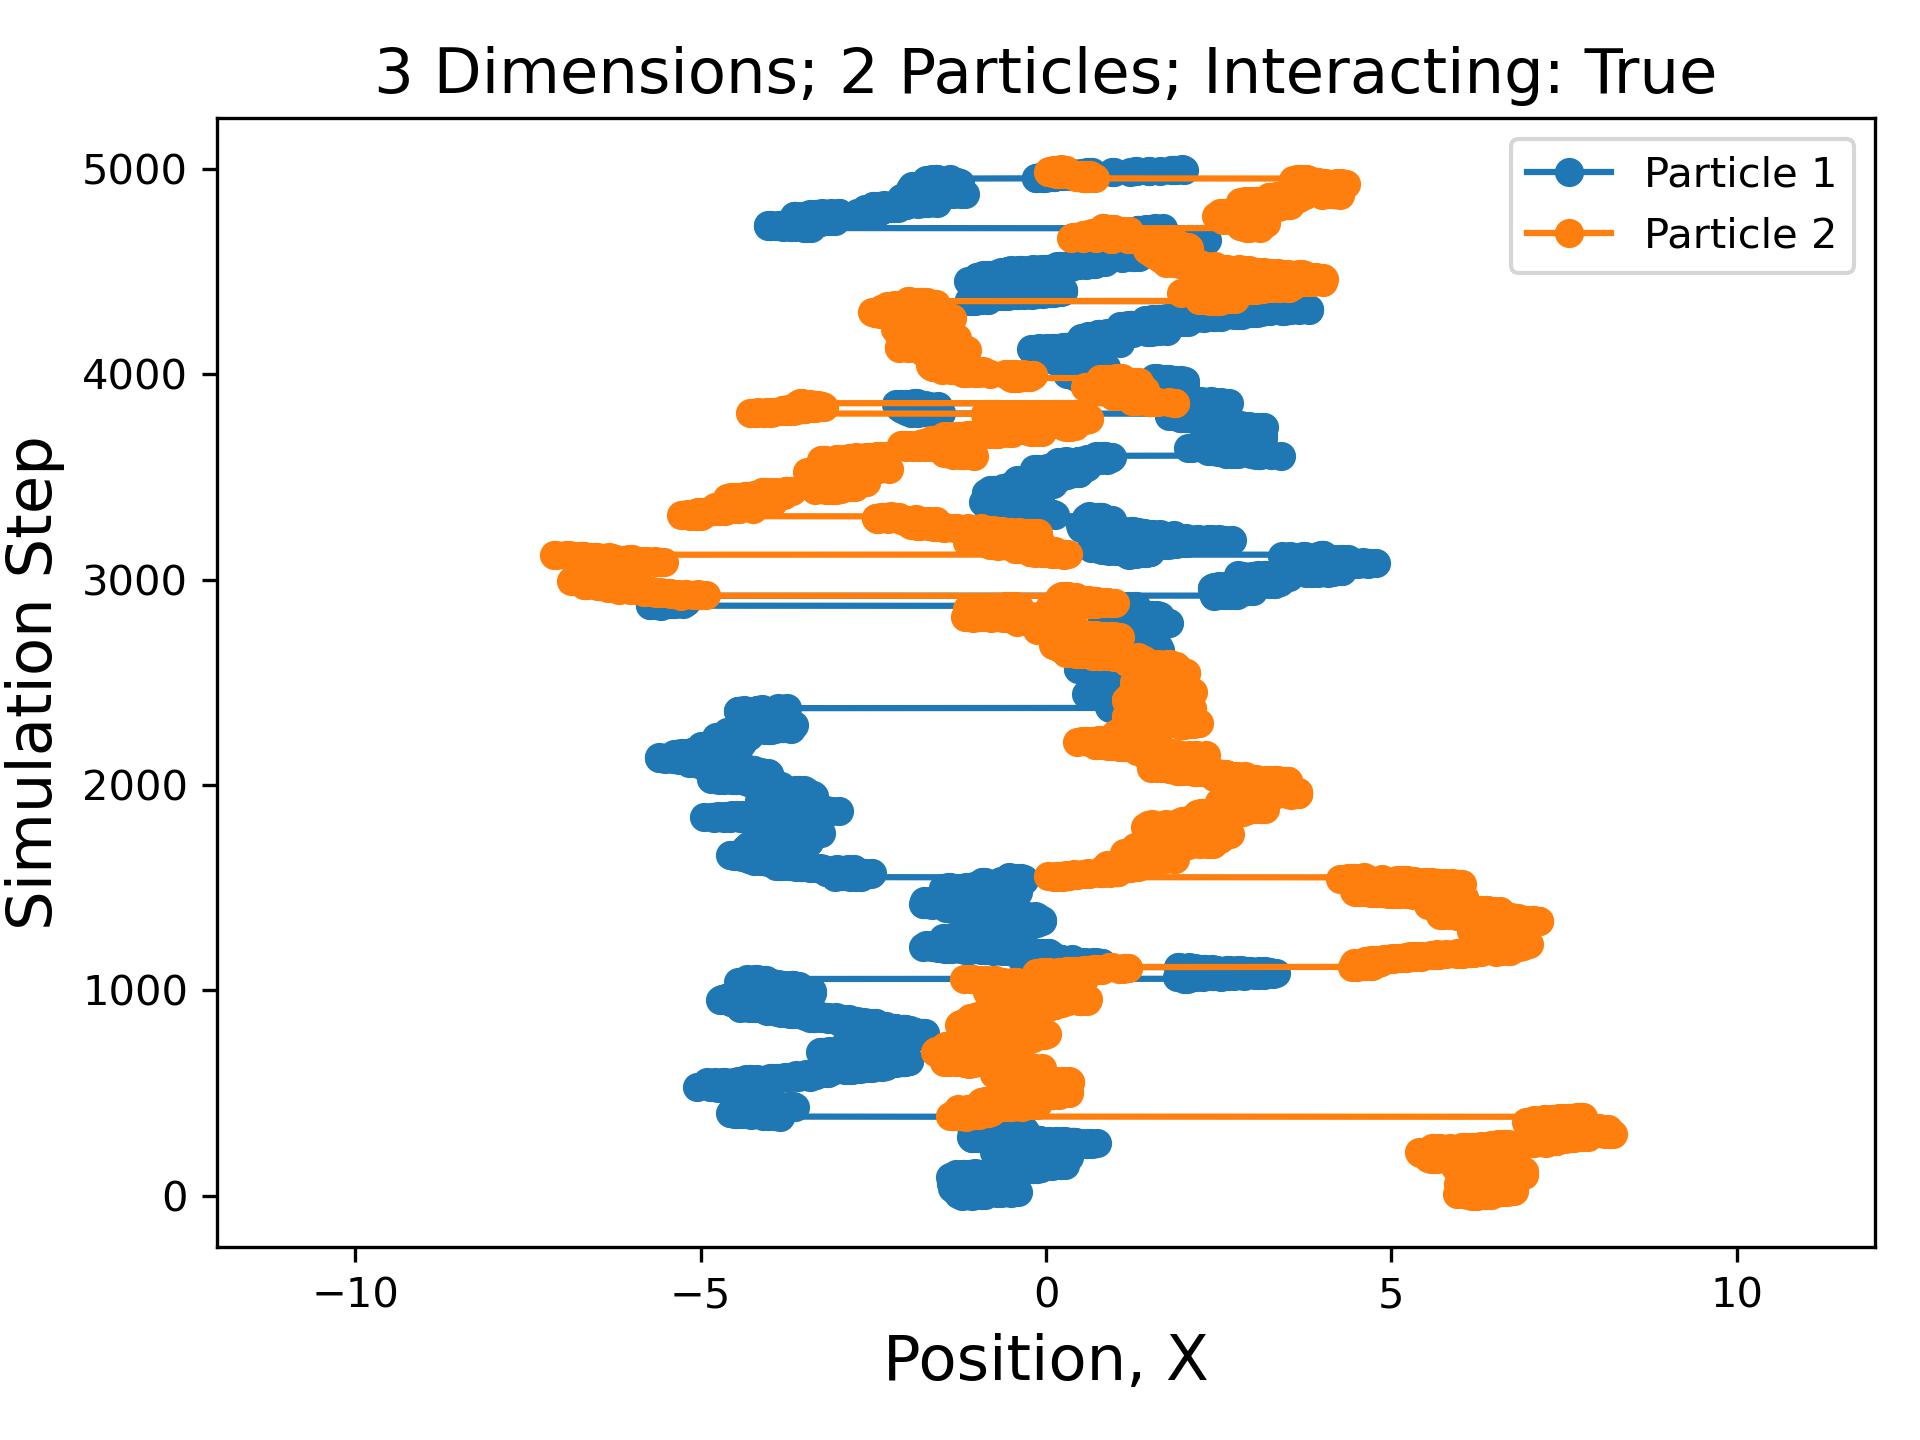 3 Dimensions; 2 Particles; Interacting: True
Particle 1
Particle 2
5000
4000
3000
2000
1000
0
Simulation Step
−10 −5 0 5 10
Position, X